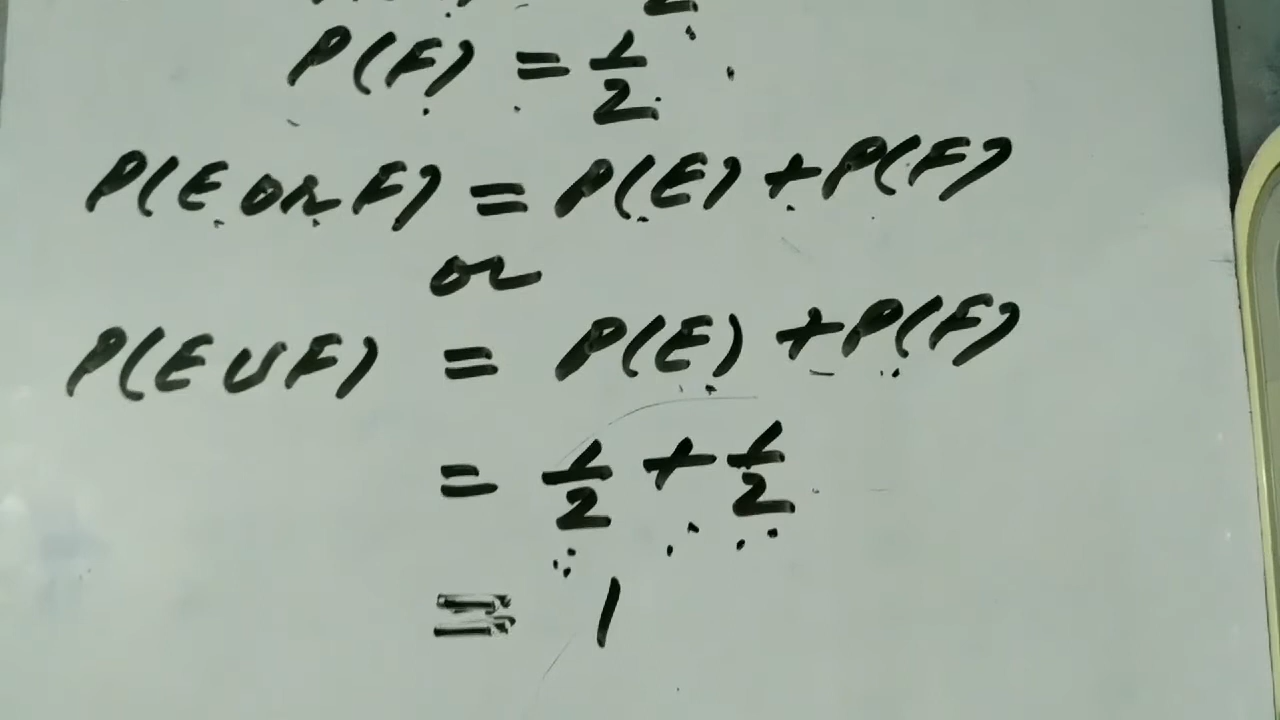 P(F) = 1/2
P(E or F) = P(E) + P(F)
or
P(E ∪ F) = P(E) + P(F)
= 1/2 + 1/2
= 1